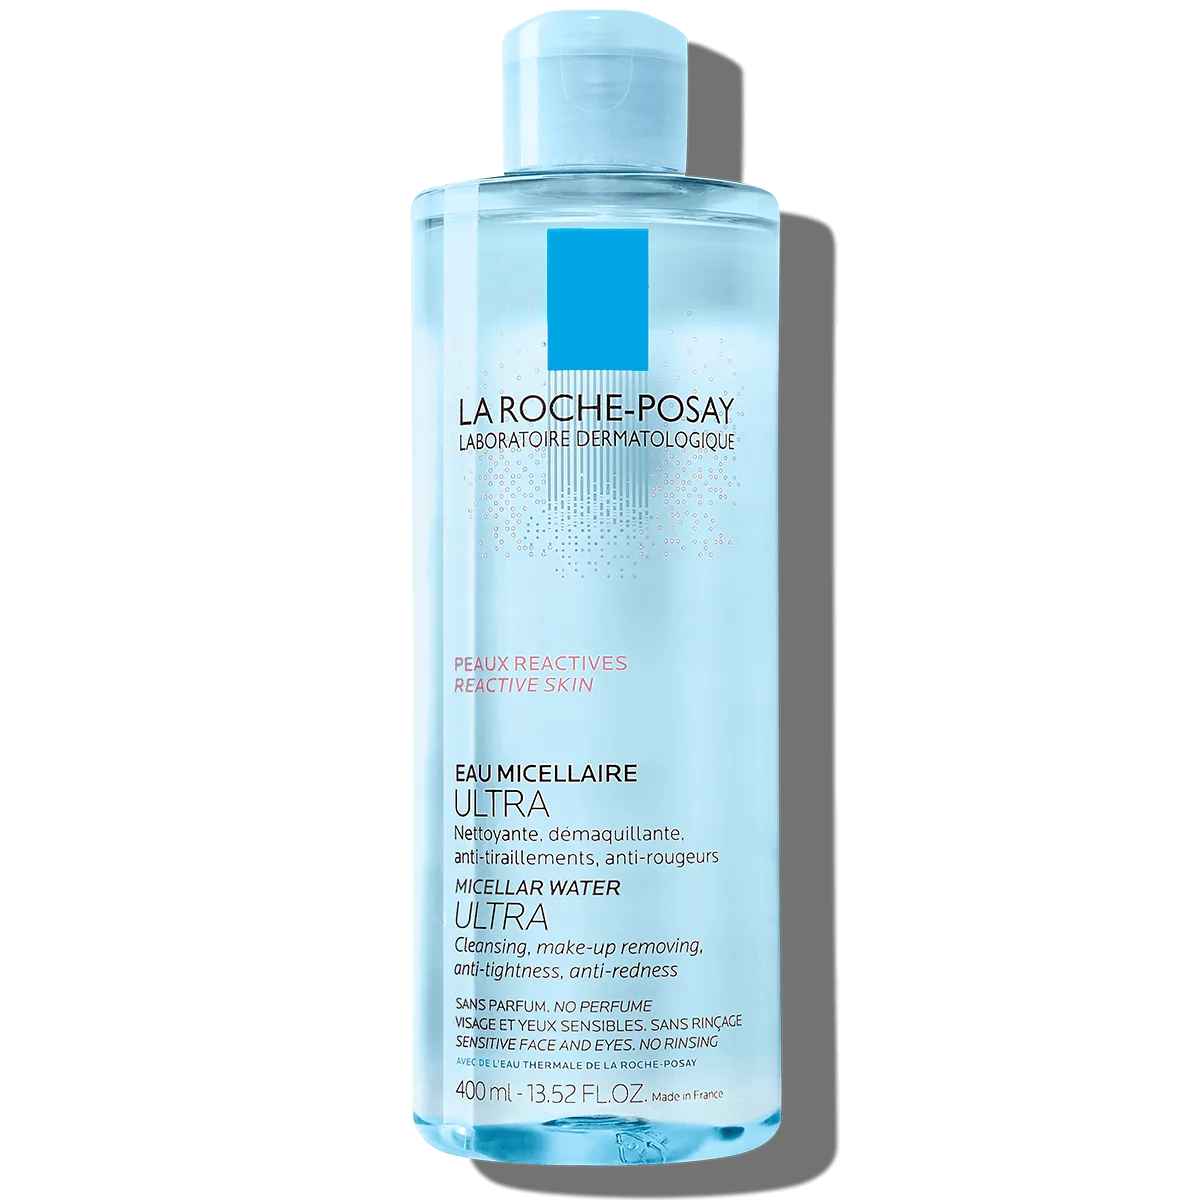 LA ROCHE-POSAY
LABORATOIRE DERMATOLOGIQUE
PEAUX REACTIVES
REACTIVE SKIN
EAU MICELLAIRE
ULTRA
Nettoyante, démaquillante,
anti-tiraillements, anti-rougeurs
MICELLAR WATER
ULTRA
Cleansing, make-up removing,
anti-tightness, anti-redness
SANS PARFUM. NO PERFUME
VISAGE ET YEUX SENSIBLES. SANS RINÇAGE
SENSITIVE FACE AND EYES. NO RINSING
AVEC DE L'EAU THERMALE DE LA ROCHE-POSAY
400 ml - 13.52 FL.OZ. Made in France